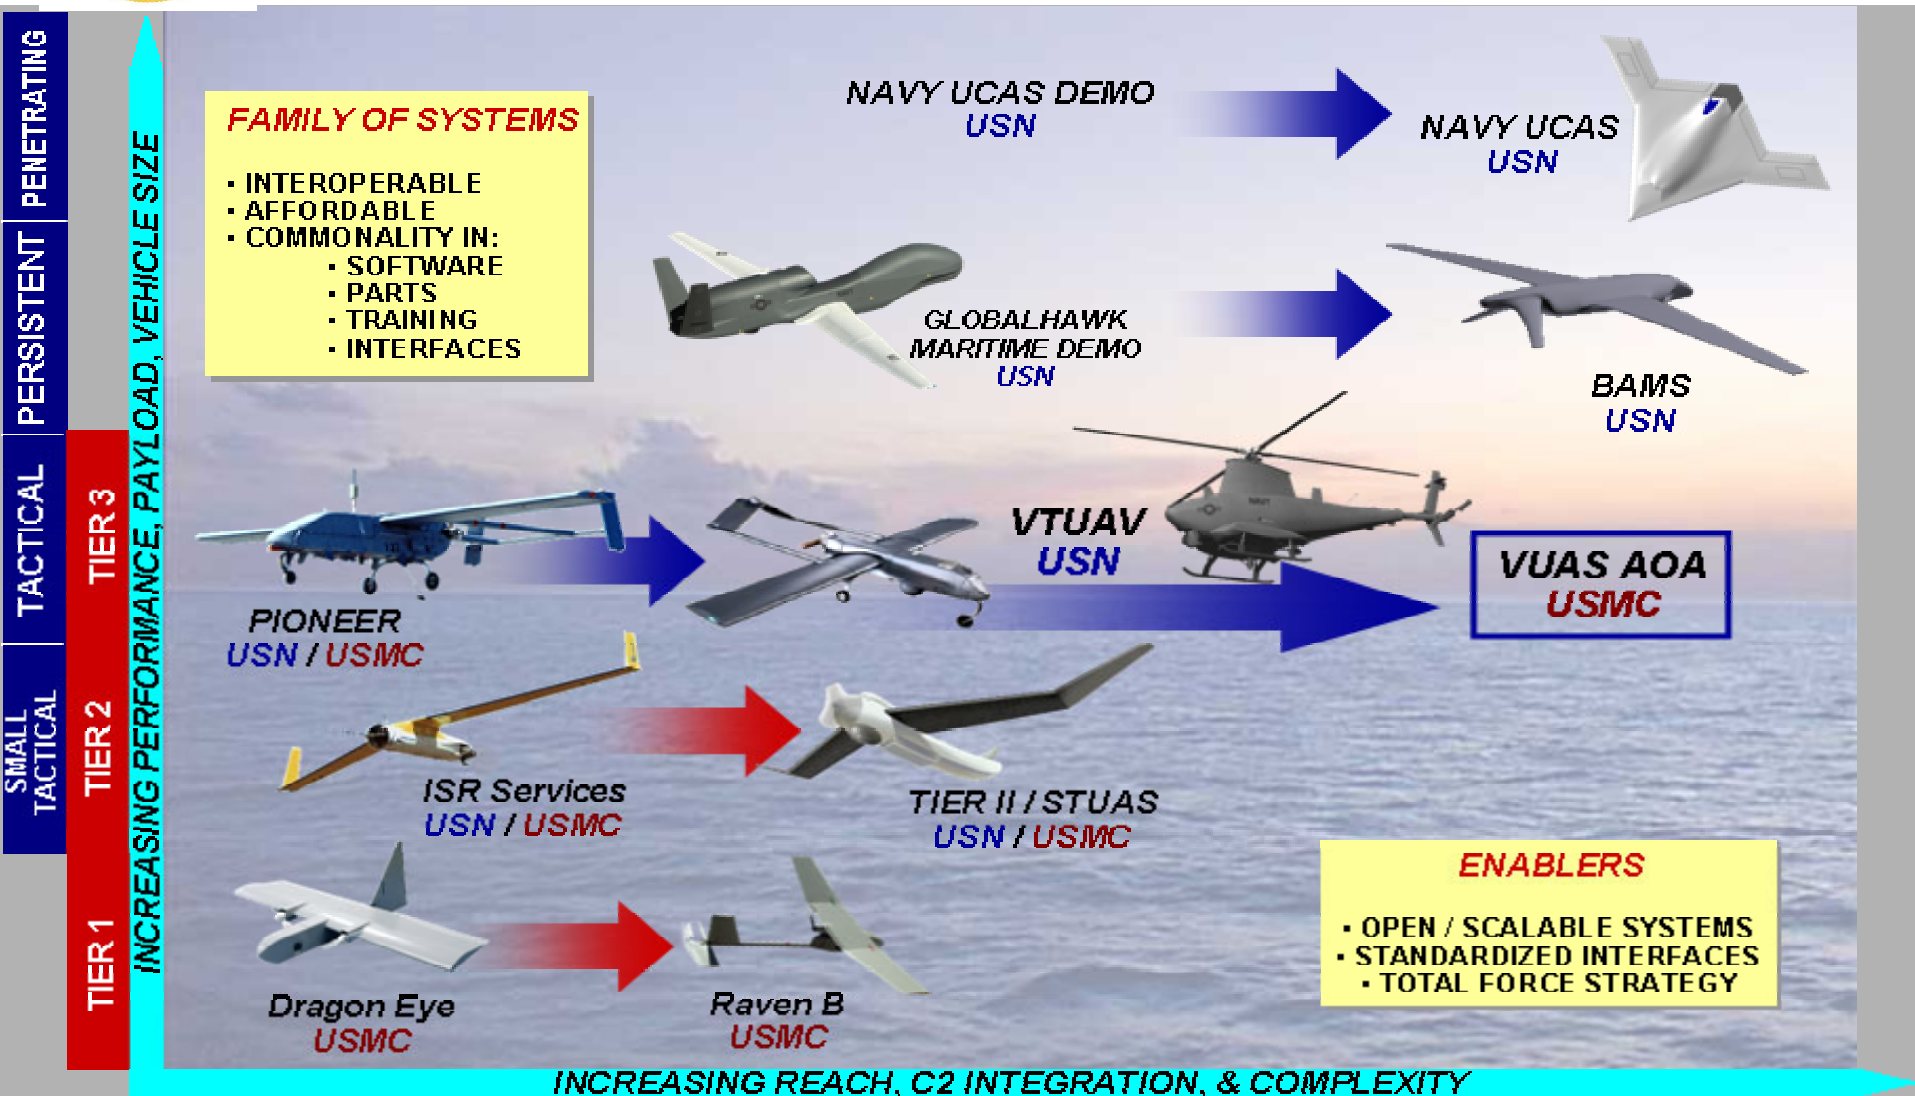 PENETRATING
PERSISTENT
TACTICAL
SMALL
TACTICAL
TIER 3
TIER 2
TIER 1
INCREASING PERFORMANCE, PAYLOAD, VEHICLE SIZE
FAMILY OF SYSTEMS
▪ INTEROPERABLE
▪ AFFORDABLE
▪ COMMONALITY IN:
▪ SOFTWARE
▪ PARTS
▪ TRAINING
▪ INTERFACES
NAVY UCAS DEMO
USN
NAVY UCAS
USN
GLOBALHAWK
MARITIME DEMO
USN
BAMS
USN
PIONEER
USN / USMC
VTUAV
USN
NAVY
VUAS AOA
USMC
ISR Services
USN / USMC
TIER II / STUAS
USN / USMC
Dragon Eye
USMC
Raven B
USMC
ENABLERS
▪ OPEN / SCALABLE SYSTEMS
▪ STANDARDIZED INTERFACES
▪ TOTAL FORCE STRATEGY
INCREASING REACH, C2 INTEGRATION, & COMPLEXITY